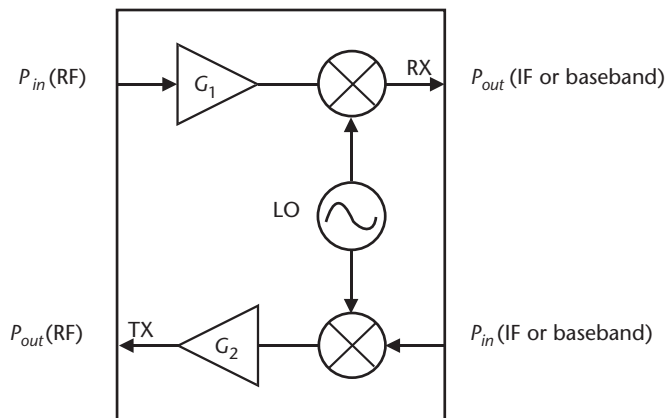 P_in (RF)
G_1
RX
P_out (IF or baseband)
LO
P_out (RF)
TX
G_2
P_in (IF or baseband)